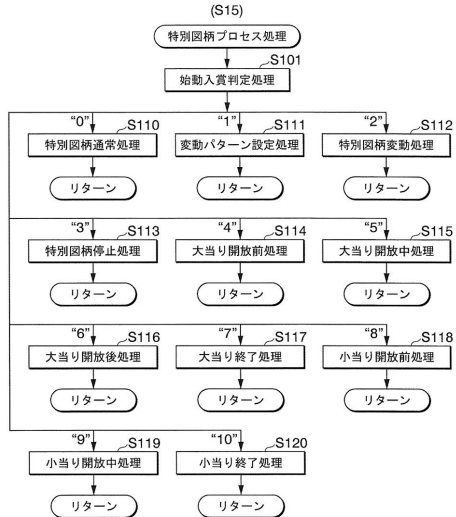 (S15)
特別図柄プロセス処理
S101
始動入賞判定処理
“0” S110 “1” S111 “2” S112
特別図柄通常処理 変動パターン設定処理 特別図柄変動処理
リターン リターン リターン
“3” S113 “4” S114 “5” S115
特別図柄停止処理 大当り開放前処理 大当り開放中処理
リターン リターン リターン
“6” S116 “7” S117 “8” S118
大当り開放後処理 大当り終了処理 小当り開放前処理
リターン リターン リターン
“9” S119 “10” S120
小当り開放中処理 小当り終了処理
リターン リターン